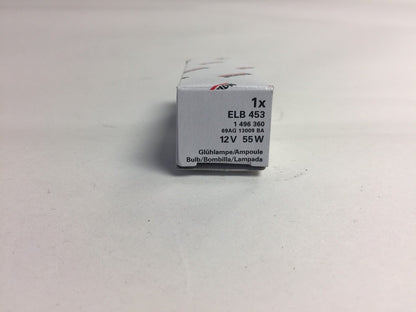 1x
ELB 453
1 496 360
69AG 13009 BA
12V 55W
Glühlampe/Ampoule
Bulb/Bombilla/Lampada